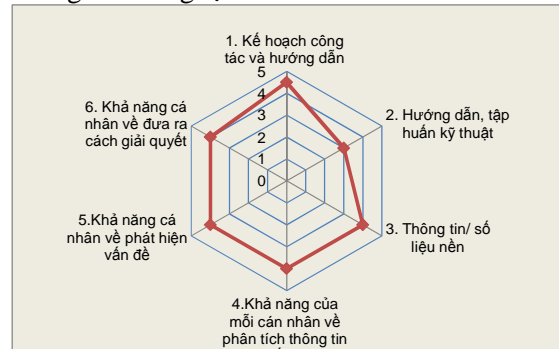 1. Kế hoạch công
tác và hướng dẫn
5
4
3
2
1
0
2. Hướng dẫn, tập
huấn kỹ thuật
3. Thông tin/ số
liệu nền
4.Khả năng của
mỗi cán nhân về
phân tích thông tin
5.Khả năng cá
nhân về phát hiện
vấn đề
6. Khả năng cá
nhân về đưa ra
cách giải quyết